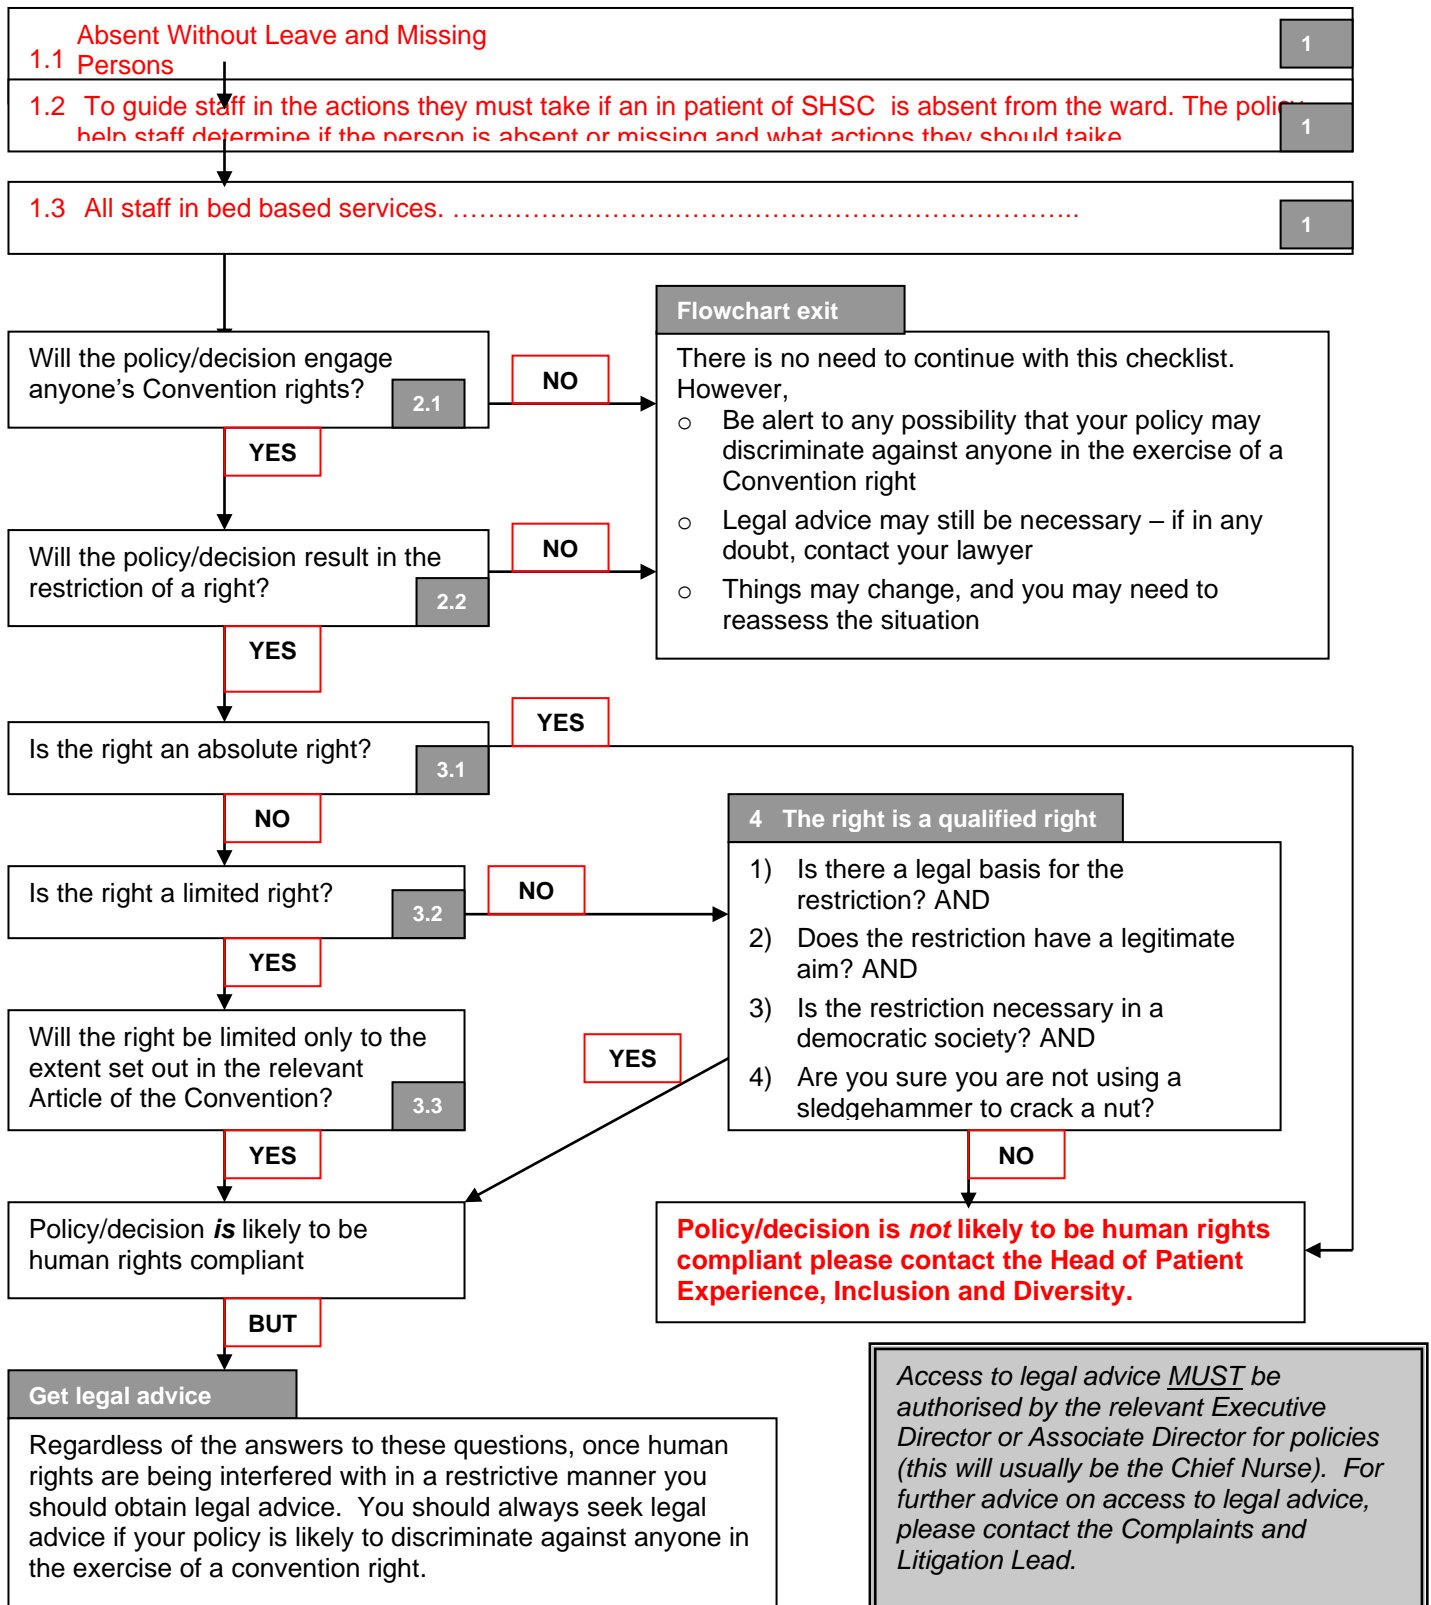 Absent Without Leave and Missing
1.1 Persons
1
1.2 To guide staff in the actions they must take if an in patient of SHSC is absent from the ward. The policy
help staff determine if the person is absent or missing and what actions they should taike
1
1.3 All staff in bed based services. …………………………………………………………..
1
Will the policy/decision engage
anyone’s Convention rights?
2.1
NO
YES
Flowchart exit
There is no need to continue with this checklist.
However,
o Be alert to any possibility that your policy may
discriminate against anyone in the exercise of a
Convention right
o Legal advice may still be necessary – if in any
doubt, contact your lawyer
o Things may change, and you may need to
reassess the situation
Will the policy/decision result in the
restriction of a right?
2.2
NO
YES
Is the right an absolute right?
3.1
YES
NO
Is the right a limited right?
3.2
NO
YES
4 The right is a qualified right
1) Is there a legal basis for the
restriction? AND
2) Does the restriction have a legitimate
aim? AND
3) Is the restriction necessary in a
democratic society? AND
4) Are you sure you are not using a
sledgehammer to crack a nut?
YES
NO
Will the right be limited only to the
extent set out in the relevant
Article of the Convention?
3.3
YES
Policy/decision is likely to be
human rights compliant
BUT
Policy/decision is not likely to be human rights
compliant please contact the Head of Patient
Experience, Inclusion and Diversity.
Get legal advice
Regardless of the answers to these questions, once human
rights are being interfered with in a restrictive manner you
should obtain legal advice. You should always seek legal
advice if your policy is likely to discriminate against anyone in
the exercise of a convention right.
Access to legal advice MUST be
authorised by the relevant Executive
Director or Associate Director for policies
(this will usually be the Chief Nurse). For
further advice on access to legal advice,
please contact the Complaints and
Litigation Lead.